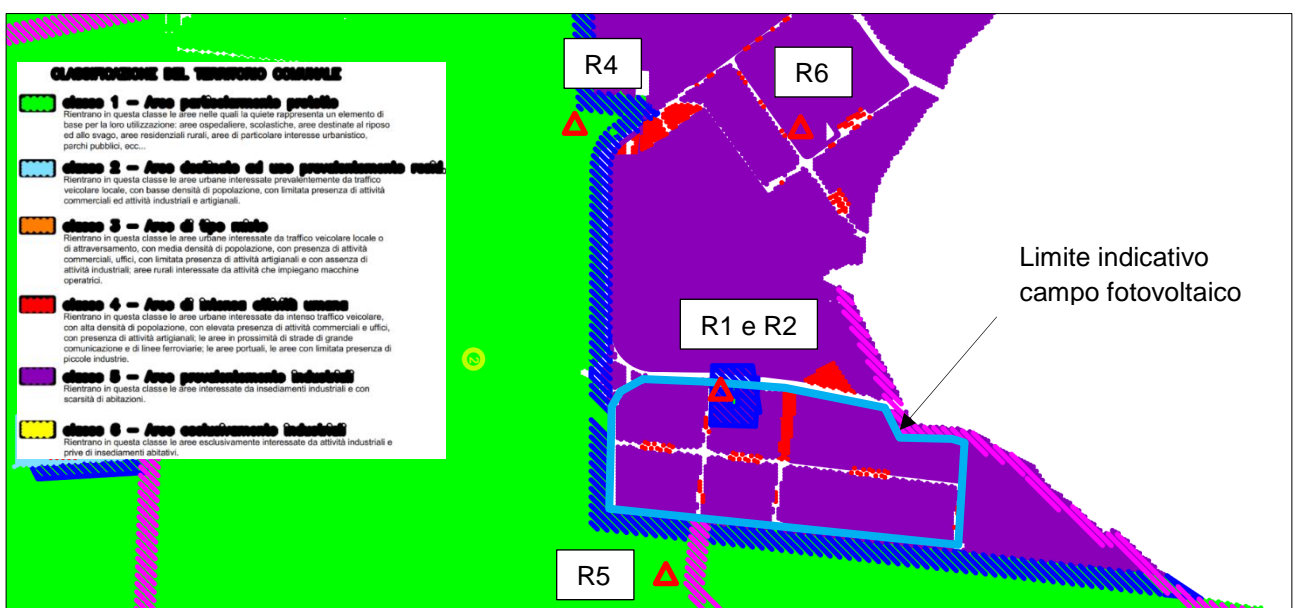 CLASSIFICAZIONE DEL TERRITORIO COMUNALE
classe 1 – Aree particolarmente protette
Rientrano in questa classe le aree nelle quali la quiete rappresenta un elemento di
base per la loro utilizzazione: aree ospedaliere, scolastiche, aree destinate al riposo
ed allo svago, aree residenziali rurali, aree di particolare interesse urbanistico,
parchi pubblici, ecc...
classe 2 – Aree destinate ad uso prevalentemente resid.
Rientrano in questa classe le aree urbane interessate prevalentemente da traffico
veicolare locale, con basse densità di popolazione, con limitata presenza di attività
commerciali ed attività industriali e artigianali.
classe 3 – Aree di tipo misto
Rientrano in questa classe le aree urbane interessate da traffico veicolare locale o
di attraversamento, con media densità di popolazione, con presenza di attività
commerciali, uffici, con limitata presenza di attività artigianali e con assenza di
attività industriali; aree rurali interessate da attività che impiegano macchine
operatrici.
classe 4 – Aree di intensa attività umana
Rientrano in questa classe le aree urbane interessate da intenso traffico veicolare,
con alta densità di popolazione, con elevata presenza di attività commerciali e uffici,
con presenza di attività artigianali; le aree in prossimità di strade di grande
comunicazione e di linee ferroviarie; le aree portuali, le aree con limitata presenza di
piccole industrie.
classe 5 – Aree prevalentemente industriali
Rientrano in questa classe le aree interessate da insediamenti industriali e con
scarsità di abitazioni.
classe 6 – Aree esclusivamente industriali
Rientrano in questa classe le aree esclusivamente interessate da attività industriali e
prive di insediamenti abitativi.
R4
R6
Limite indicativo
campo fotovoltaico
R1 e R2
2
R5